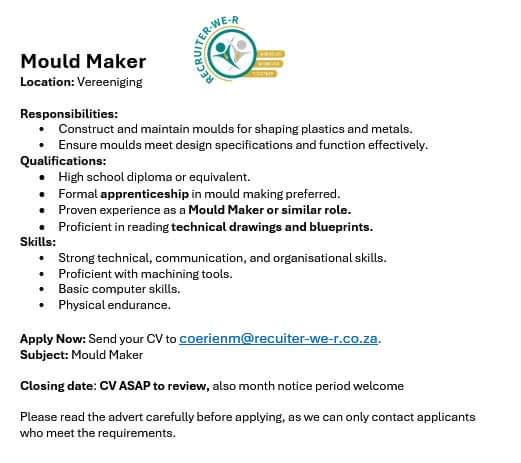 RECRUITER-WE-R
TOGETHER
Mould Maker
Location: Vereeniging
Responsibilities:
• Construct and maintain moulds for shaping plastics and metals.
• Ensure moulds meet design specifications and function effectively.
Qualifications:
• High school diploma or equivalent.
• Formal apprenticeship in mould making preferred.
• Proven experience as a Mould Maker or similar role.
• Proficient in reading technical drawings and blueprints.
Skills:
• Strong technical, communication, and organisational skills.
• Proficient with machining tools.
• Basic computer skills.
• Physical endurance.
Apply Now: Send your CV to coerienm@recuiter-we-r.co.za.
Subject: Mould Maker
Closing date: CV ASAP to review, also month notice period welcome
Please read the advert carefully before applying, as we can only contact applicants
who meet the requirements.